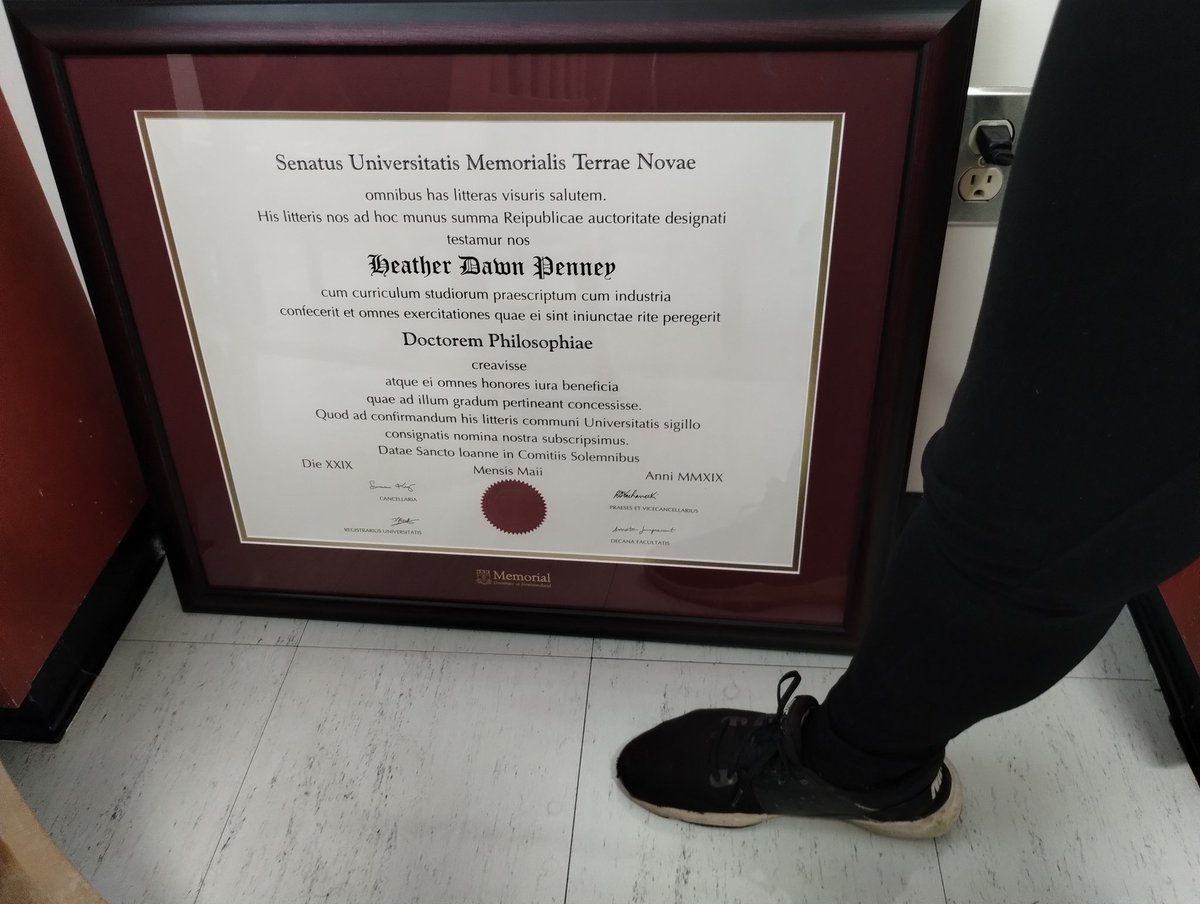 Senatus Universitatis Memorialis Terrae Novae
omnibus has litteras visuris salutem.
His litteris nos ad hoc munus summa Reipublicae auctoritate designati
testamur nos
Heather Dawn Penney
cum curriculum studiorum praescriptum cum industria
confecerit et omnes exercitationes quae ei sint iniunctae rite peregerit
Doctorem Philosophiae
creavisse
atque ei omnes honores iura beneficia
quae ad illum gradum pertineant concessisse.
Quod ad confirmandum his litteris communi Universitatis sigillo
consignatis nomina nostra subscripsimus.
Datae Sancto Ioanne in Comitiis Solemnibus
Die XXIX Mensis Maii Anni MMXIX
CANCELLARIA
PRAESES ET VICECANCELLARIUS
REGISTRARIUS UNIVERSITATIS
DECANA FACULTATIS
Memorial
University of Newfoundland